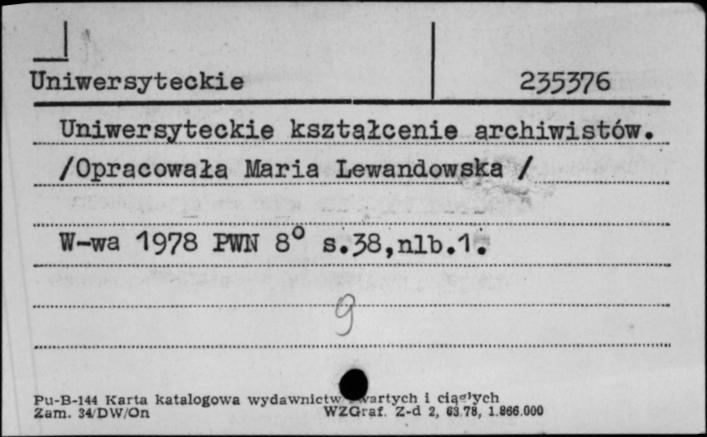 Uniwersyteckie 235376
Uniwersyteckie kształcenie archiwistów.
/Opracowała Maria Lewandowska /
W-wa 1978 PWN 8° s.38,nlb.1.
9
Pu-B-144 Karta katalogowa wydawnictw zwartych i ciągłych
Zam. 34/DW/On WZGraf. Z-d 2, 63.78, 1.866.000